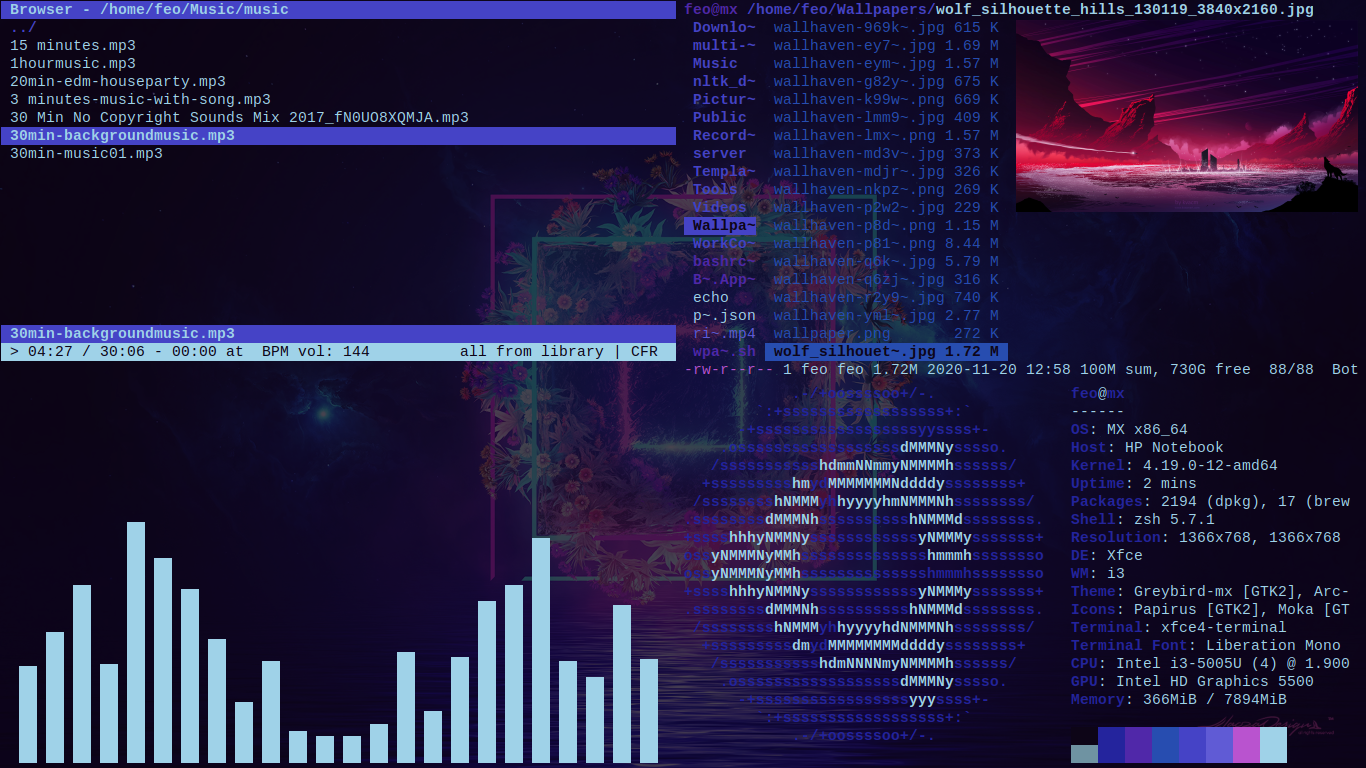 Browser - /home/feo/Music/music
../
15 minutes.mp3
1hourmusic.mp3
20min-edm-houseparty.mp3
3 minutes-music-with-song.mp3
30 Min No Copyright Sounds Mix 2017_fN0UO8XQMJA.mp3
30min-backgroundmusic.mp3
30min-music01.mp3
30min-backgroundmusic.mp3
> 04:27 / 30:06 - 00:00 at  BPM vol: 144          all from library | CFR
feo@mx /home/feo/Wallpapers/wolf_silhouette_hills_130119_3840x2160.jpg
Downlo~  wallhaven-969k~.jpg 615 K
multi-~  wallhaven-ey7~.jpg 1.69 M
Music    wallhaven-eym~.jpg 1.57 M
nltk_d~  wallhaven-g82y~.jpg 675 K
Pictur~  wallhaven-k99w~.png 669 K
Public   wallhaven-lmm9~.jpg 409 K
Record~  wallhaven-lmx~.png 1.57 M
server   wallhaven-md3v~.jpg 373 K
Templa~  wallhaven-mdjr~.jpg 326 K
Tools    wallhaven-nkpz~.png 269 K
Videos   wallhaven-p2w2~.jpg 229 K
Wallpa~  wallhaven-p8d~.png 1.15 M
WorkCo~  wallhaven-p81~.png 8.44 M
bashrc~  wallhaven-q6k~.jpg 5.79 M
B~.App~  wallhaven-q6zj~.jpg 316 K
echo     wallhaven-r2y9~.jpg 740 K
p~.json  wallhaven-yml~.jpg 2.77 M
ri~.mp4  wallpaper.png       272 K
wpa~.sh  wolf_silhouet~.jpg 1.72 M
-rw-r--r-- 1 feo feo 1.72M 2020-11-20 12:58 100M sum, 730G free  88/88  Bot
feo@mx
------
OS: MX x86_64
Host: HP Notebook
Kernel: 4.19.0-12-amd64
Uptime: 2 mins
Packages: 2194 (dpkg), 17 (brew
Shell: zsh 5.7.1
Resolution: 1366x768, 1366x768
DE: Xfce
WM: i3
Theme: Greybird-mx [GTK2], Arc-
Icons: Papirus [GTK2], Moka [GT
Terminal: xfce4-terminal
Terminal Font: Liberation Mono
CPU: Intel i3-5005U (4) @ 1.900
GPU: Intel HD Graphics 5500
Memory: 366MiB / 7894MiB